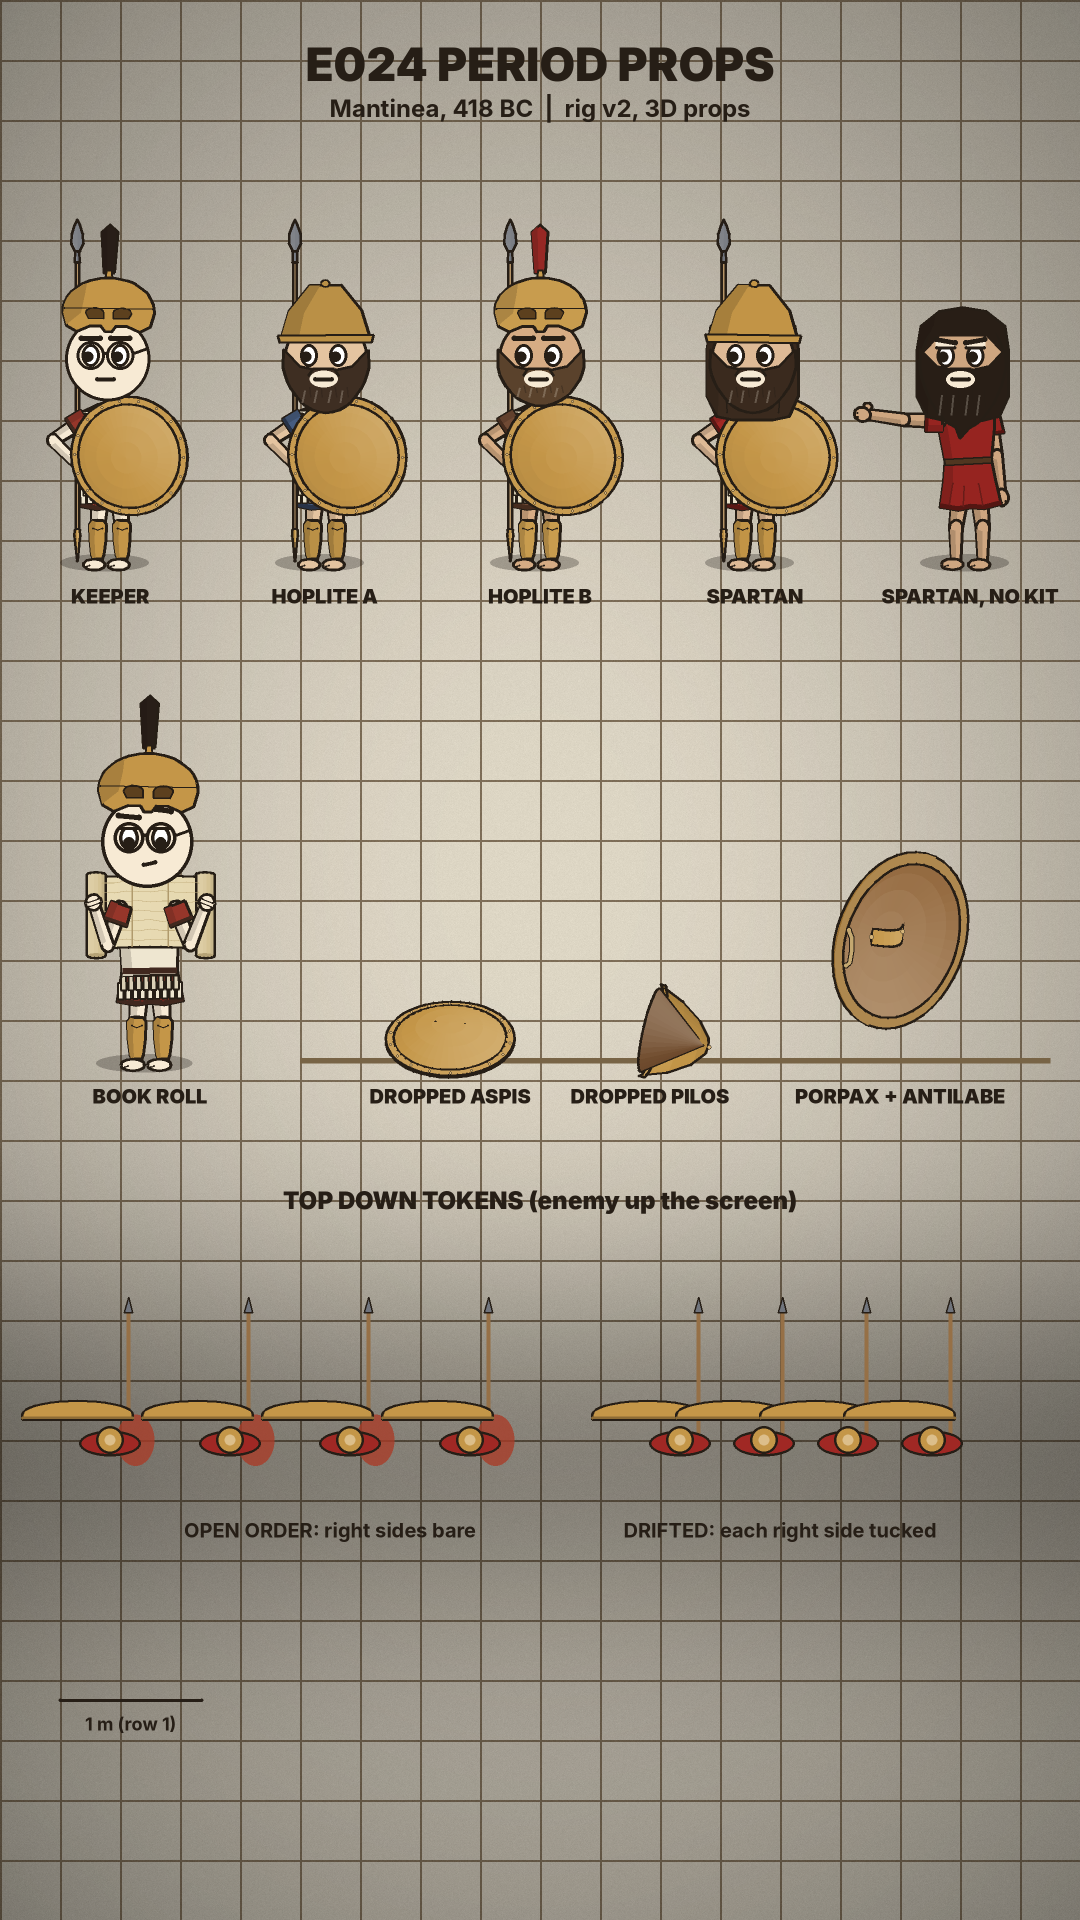 E024 PERIOD PROPS
Mantinea, 418 BC | rig v2, 3D props
KEEPER
HOPLITE A
HOPLITE B
SPARTAN
SPARTAN, NO KIT
BOOK ROLL
DROPPED ASPIS
DROPPED PILOS
PORPAX + ANTILABE
TOP DOWN TOKENS (enemy up the screen)
OPEN ORDER: right sides bare
DRIFTED: each right side tucked
1 m (row 1)